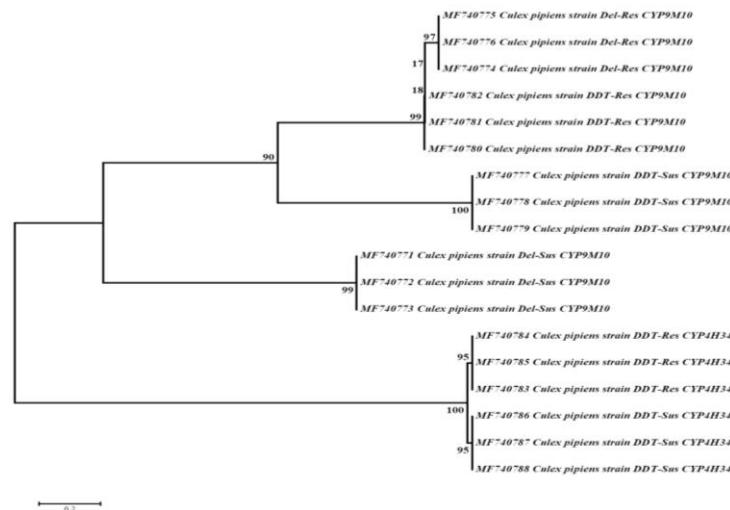 MF740775 Culex pipiens strain Del-Res CYP9M10
97
MF740776 Culex pipiens strain Del-Res CYP9M10
17
MF740774 Culex pipiens strain Del-Res CYP9M10
18
MF740782 Culex pipiens strain DDT-Res CYP9M10
99
MF740781 Culex pipiens strain DDT-Res CYP9M10
MF740780 Culex pipiens strain DDT-Res CYP9M10
90
MF740777 Culex pipiens strain DDT-Sus CYP9M10
MF740778 Culex pipiens strain DDT-Sus CYP9M10
100
MF740779 Culex pipiens strain DDT-Sus CYP9M10
MF740771 Culex pipiens strain Del-Sus CYP9M10
MF740772 Culex pipiens strain Del-Sus CYP9M10
99
MF740773 Culex pipiens strain Del-Sus CYP9M10
MF740784 Culex pipiens strain DDT-Res CYP4H34
95
MF740785 Culex pipiens strain DDT-Res CYP4H34
MF740783 Culex pipiens strain DDT-Res CYP4H34
100
MF740786 Culex pipiens strain DDT-Sus CYP4H34
MF740787 Culex pipiens strain DDT-Sus CYP4H34
95
MF740788 Culex pipiens strain DDT-Sus CYP4H34
0.2